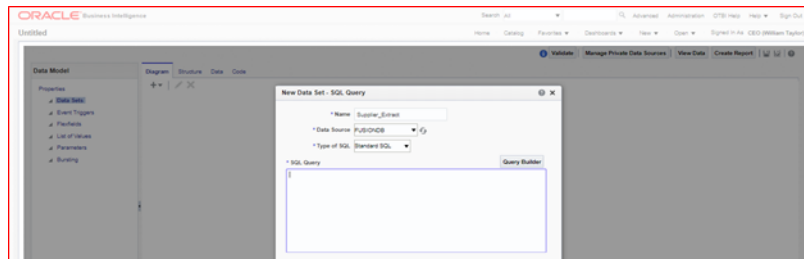 ORACLE Business Intelligence
Search All Advanced Administration OTBI Help Help Sign Out
Untitled
Home Catalog Favorites Dashboards New Open Signed In As CEO (William Taylor)
Validate Manage Private Data Sources View Data Create Report
Data Model
Diagram Structure Data Code
Properties
Data Sets
Event Triggers
Flexfields
List of Values
Parameters
Bursting
New Data Set - SQL Query
* Name Supplier_Extract
* Data Source FUSIONDB
* Type of SQL Standard SQL
* SQL Query
Query Builder